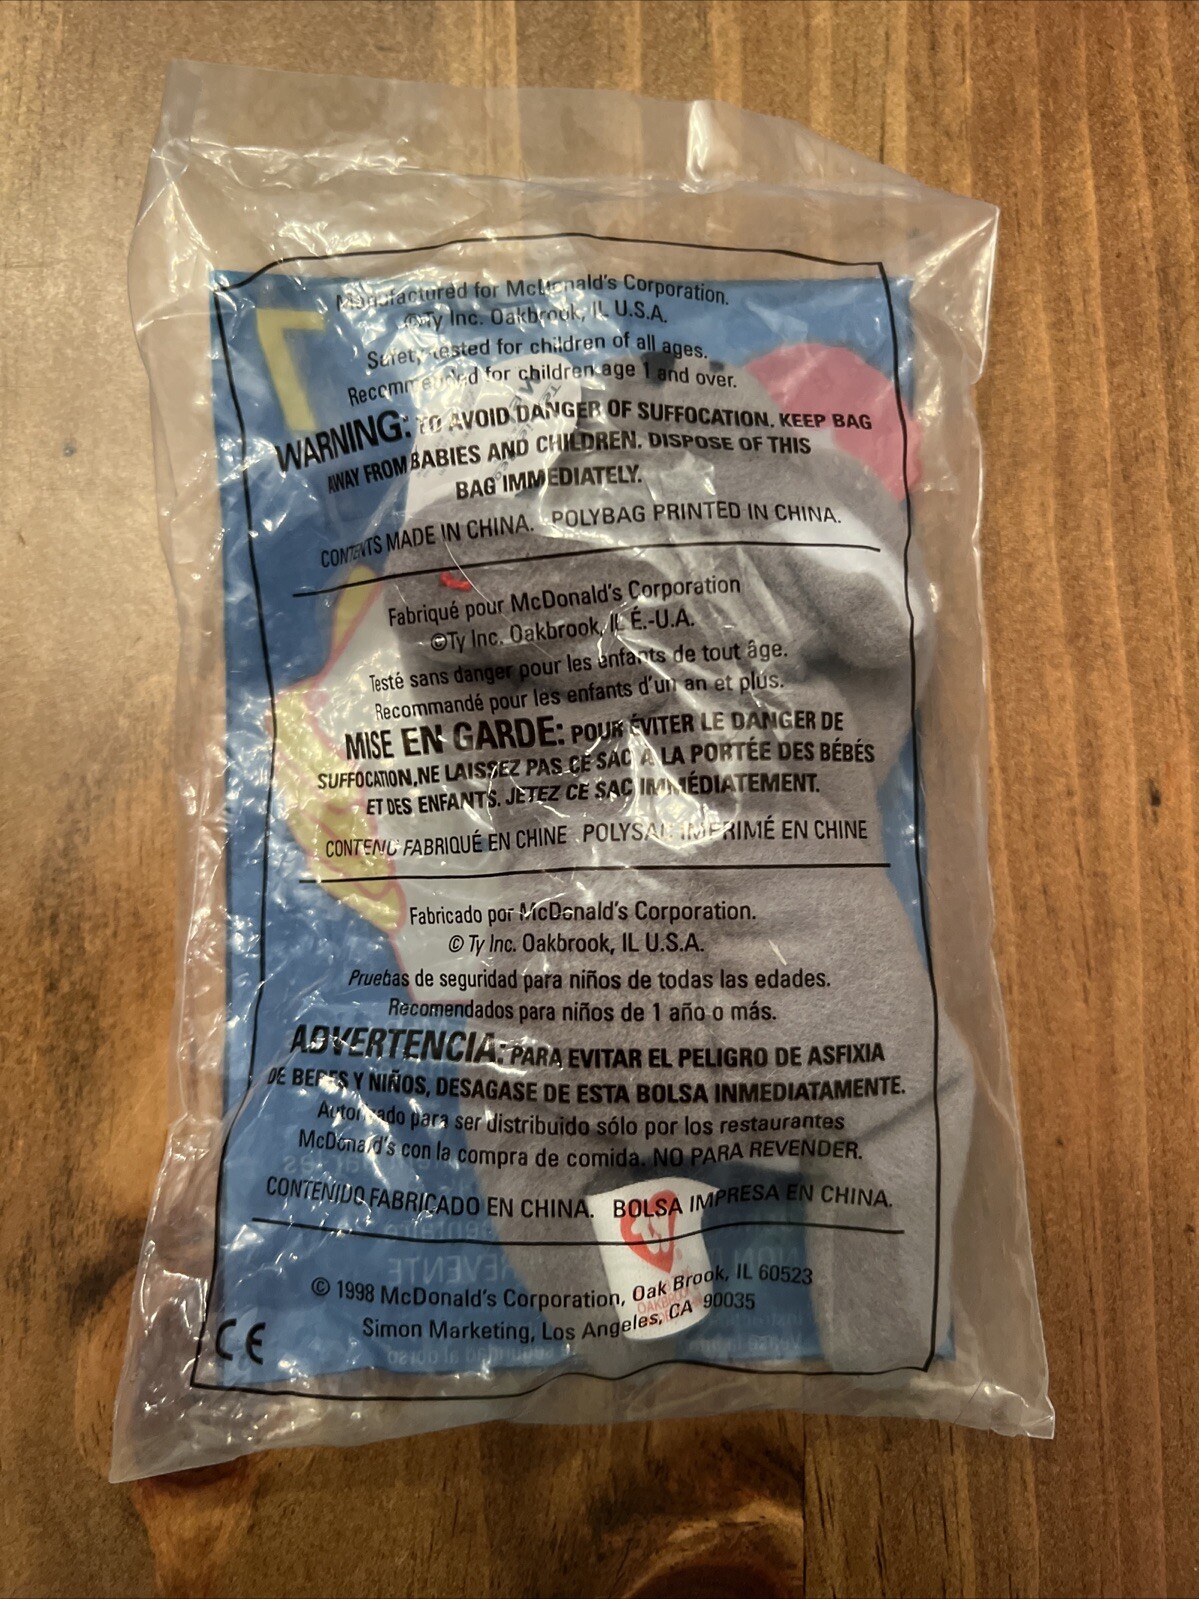 Manufactured for McDonald's Corporation.
©Ty Inc. Oakbrook, IL U.S.A.
Safety tested for children of all ages.
Recommended for children age 1 and over.
WARNING: TO AVOID DANGER OF SUFFOCATION, KEEP BAG
AWAY FROM BABIES AND CHILDREN. DISPOSE OF THIS
BAG IMMEDIATELY.
CONTENTS MADE IN CHINA. POLYBAG PRINTED IN CHINA.
Fabriqué pour McDonald's Corporation
©Ty Inc. Oakbrook, IL É.-U.A.
Testé sans danger pour les enfants de tout âge.
Recommandé pour les enfants d'un an et plus.
MISE EN GARDE: POUR ÉVITER LE DANGER DE
SUFFOCATION,NE LAISSEZ PAS CE SAC À LA PORTÉE DES BÉBÉS
ET DES ENFANTS. JETEZ CE SAC IMMÉDIATEMENT.
CONTENU FABRIQUÉ EN CHINE POLYSAC IMPRIMÉ EN CHINE
Fabricado por McDonald's Corporation.
© Ty Inc. Oakbrook, IL U.S.A.
Pruebas de seguridad para niños de todas las edades.
Recomendados para niños de 1 año o más.
ADVERTENCIA: PARA EVITAR EL PELIGRO DE ASFIXIA
DE BEBES Y NIÑOS, DESAGASE DE ESTA BOLSA INMEDIATAMENTE.
Autorizado para ser distribuido sólo por los restaurantes
McDonald's con la compra de comida. NO PARA REVENDER.
CONTENIDO FABRICADO EN CHINA. BOLSA IMPRESA EN CHINA.
© 1998 McDonald's Corporation, Oak Brook, IL 60523
Simon Marketing, Los Angeles, CA 90035
CE
7
ty